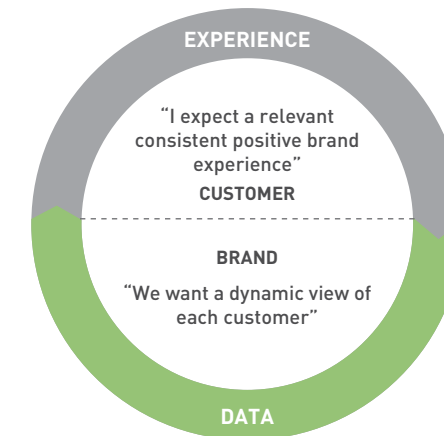 EXPERIENCE
“I expect a relevant
consistent positive brand
experience”
CUSTOMER
BRAND
“We want a dynamic view of
each customer”
DATA